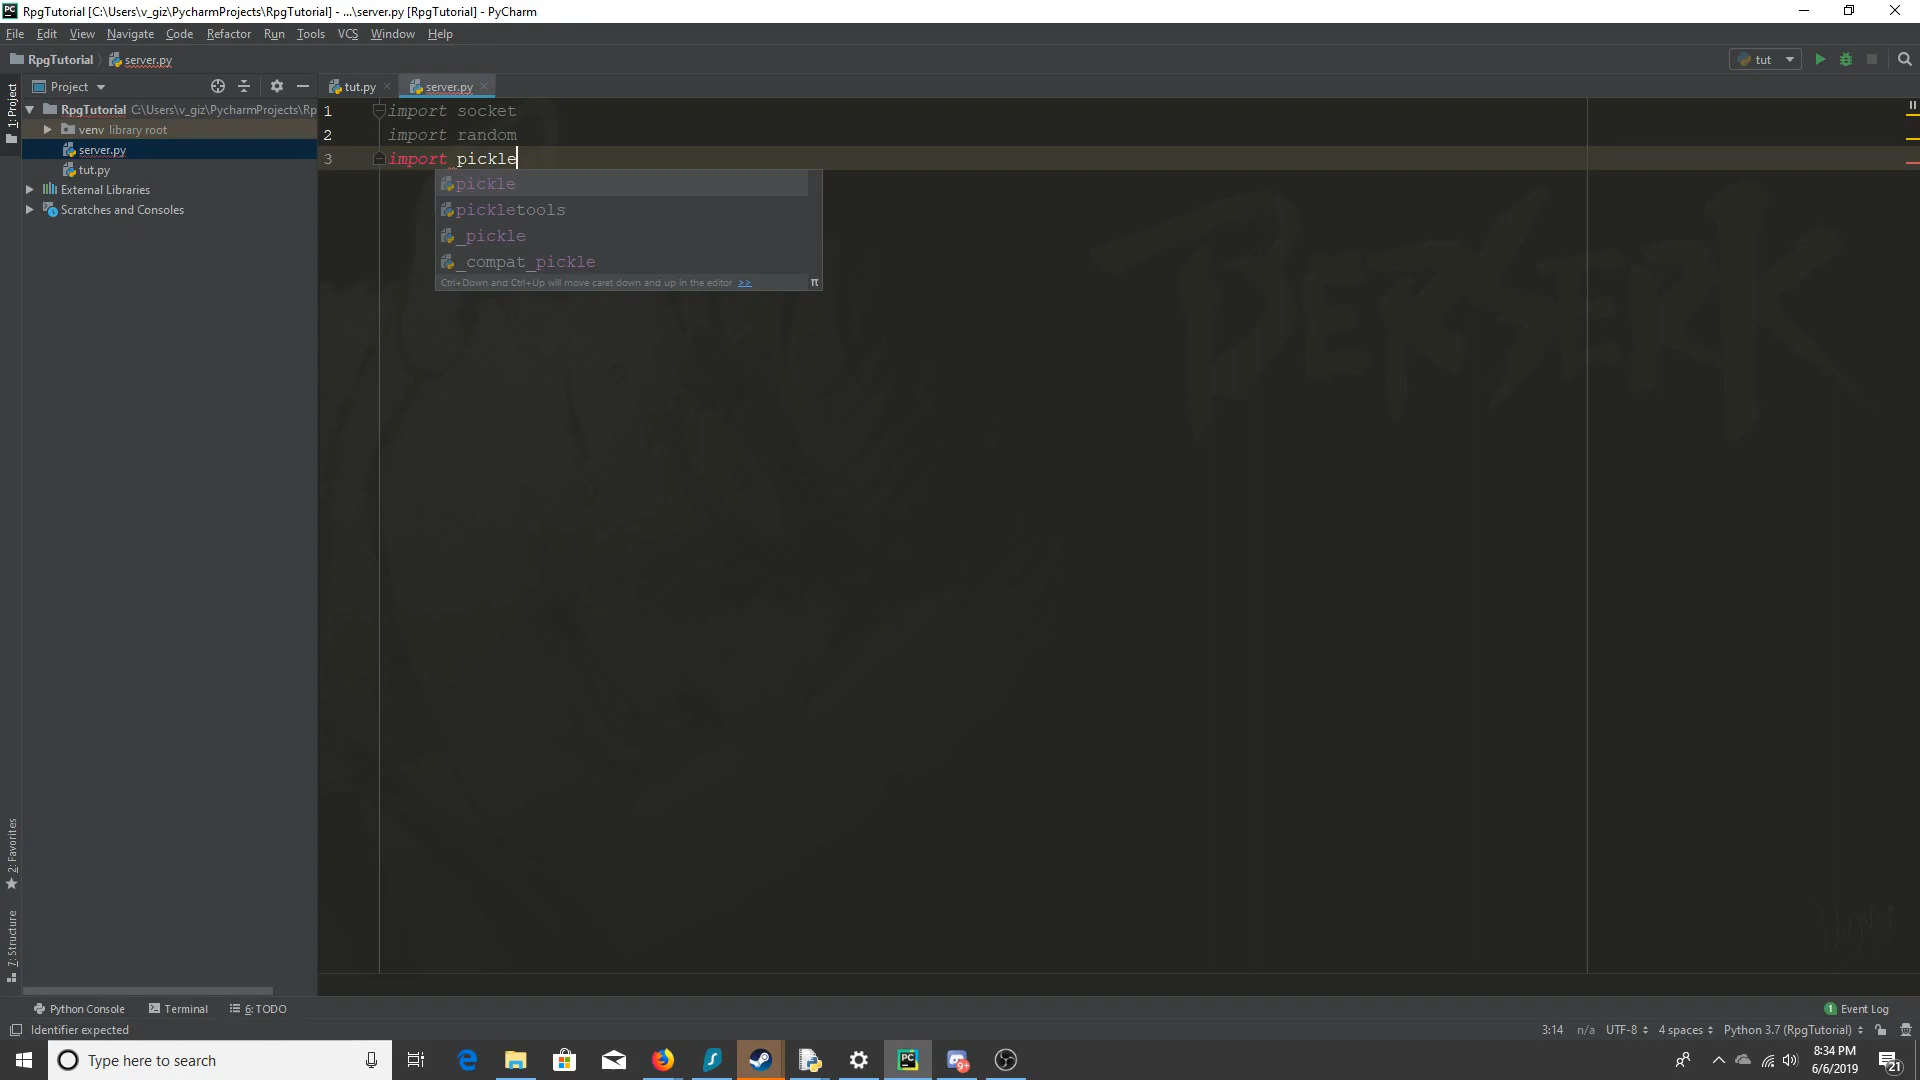 RpgTutorial [C:\Users\v_giz\PycharmProjects\RpgTutorial] - ...\server.py [RpgTutorial] - PyCharm
File Edit View Navigate Code Refactor Run Tools VCS Window Help
RpgTutorial server.py tut
Project tut.py server.py
1: Project
RpgTutorial C:\Users\v_giz\PycharmProjects\Rp
venv library root
server.py
tut.py
External Libraries
Scratches and Consoles
1 import socket
2 import random
3 import pickle
pickle
pickletools
_pickle
_compat_pickle
Ctrl+Down and Ctrl+Up will move caret down and up in the editor >> π
BERSERK
2: Favorites
7: Structure
Python Console Terminal 6: TODO 1 Event Log
Identifier expected 3:14 n/a UTF-8 4 spaces Python 3.7 (RpgTutorial)
Type here to search 9+ 8:34 PM
6/6/2019 21